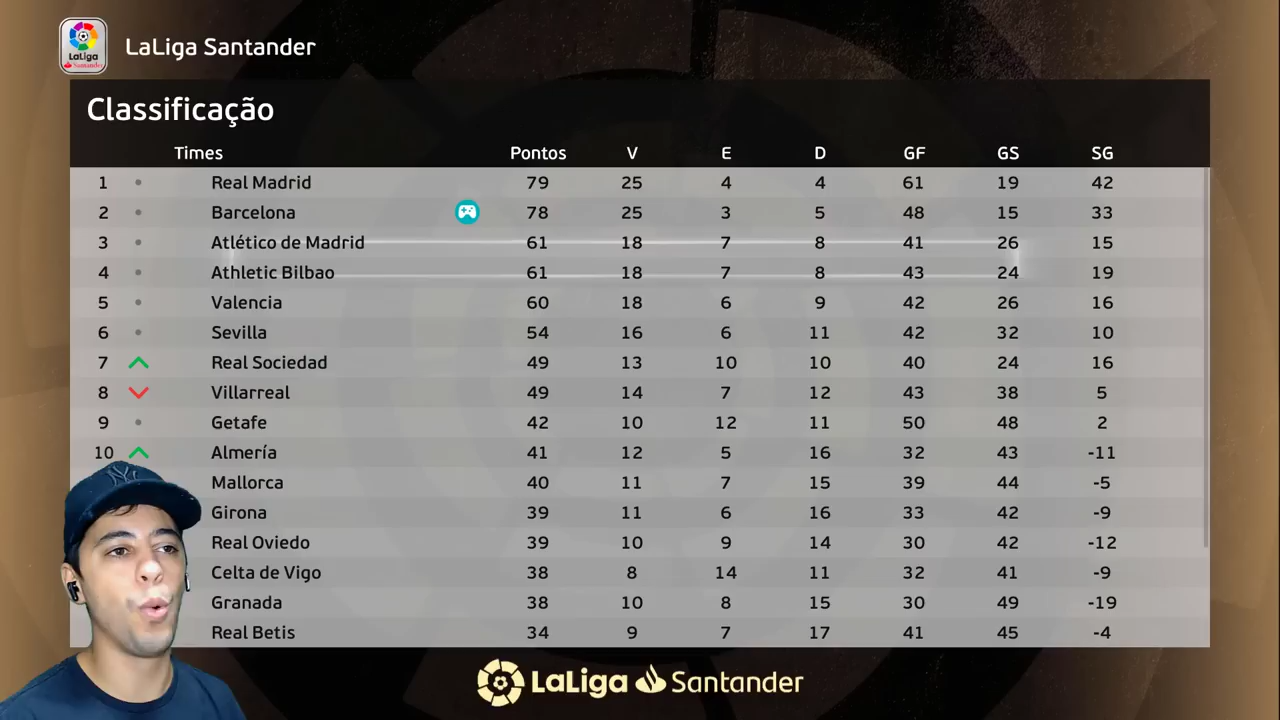 LaLiga Santander
LaLiga
Santander
Classificação
Times Pontos V E D GF GS SG
1 Real Madrid 79 25 4 4 61 19 42
2 Barcelona 78 25 3 5 48 15 33
3 Atlético de Madrid 61 18 7 8 41 26 15
4 Athletic Bilbao 61 18 7 8 43 24 19
5 Valencia 60 18 6 9 42 26 16
6 Sevilla 54 16 6 11 42 32 10
7 Real Sociedad 49 13 10 10 40 24 16
8 Villarreal 49 14 7 12 43 38 5
9 Getafe 42 10 12 11 50 48 2
10 Almería 41 12 5 16 32 43 -11
Mallorca 40 11 7 15 39 44 -5
Girona 39 11 6 16 33 42 -9
Real Oviedo 39 10 9 14 30 42 -12
Celta de Vigo 38 8 14 11 32 41 -9
Granada 38 10 8 15 30 49 -19
Real Betis 34 9 7 17 41 45 -4
LaLiga Santander